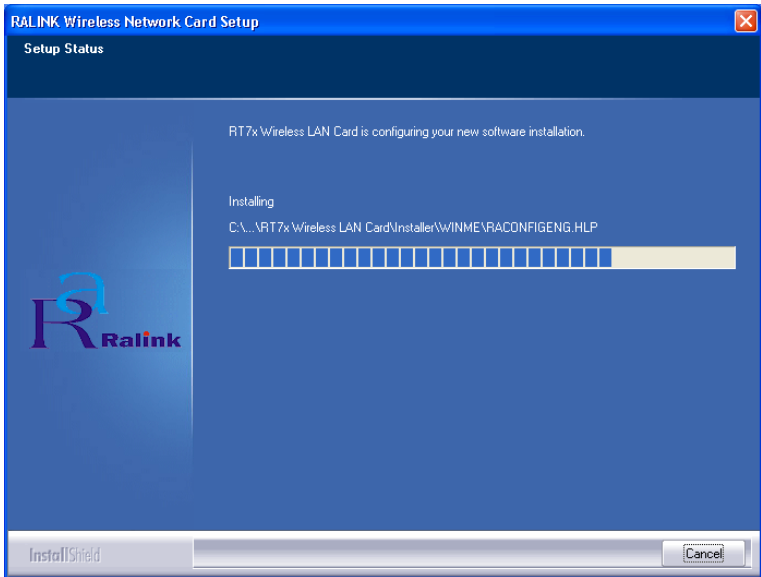 RALINK Wireless Network Card Setup
Setup Status
RT7x Wireless LAN Card is configuring your new software installation.
Installing
C:\...\RT7x Wireless LAN Card\Installer\WINME\RACONFIGENG.HLP
Ra
Ralink
InstallShield
Cancel